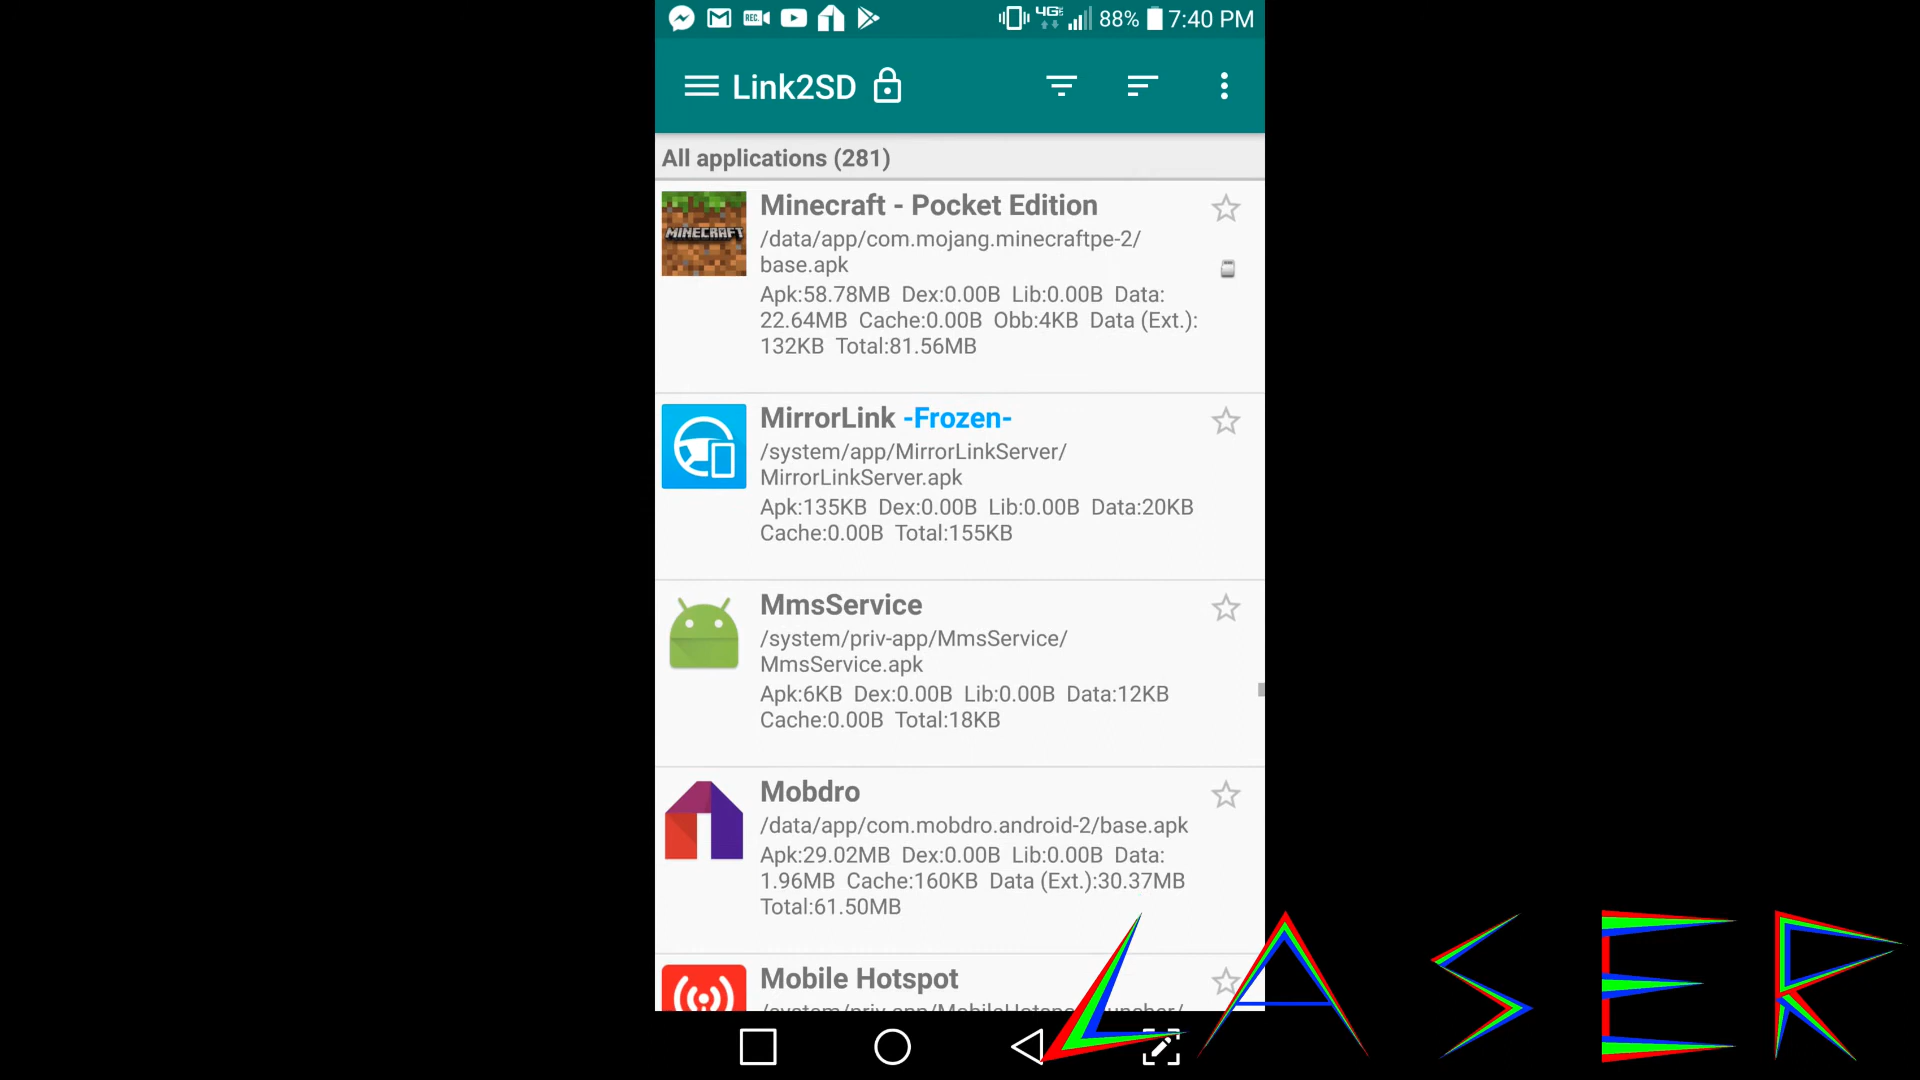 REC
4G LTE 88% 7:40 PM
Link2SD
All applications (281)
Minecraft - Pocket Edition
/data/app/com.mojang.minecraftpe-2/
base.apk
Apk:58.78MB Dex:0.00B Lib:0.00B Data:
22.64MB Cache:0.00B Obb:4KB Data (Ext.):
132KB Total:81.56MB
MINECRAFT
MirrorLink -Frozen-
/system/app/MirrorLinkServer/
MirrorLinkServer.apk
Apk:135KB Dex:0.00B Lib:0.00B Data:20KB
Cache:0.00B Total:155KB
MmsService
/system/priv-app/MmsService/
MmsService.apk
Apk:6KB Dex:0.00B Lib:0.00B Data:12KB
Cache:0.00B Total:18KB
Mobdro
/data/app/com.mobdro.android-2/base.apk
Apk:29.02MB Dex:0.00B Lib:0.00B Data:
1.96MB Cache:160KB Data (Ext.):30.37MB
Total:61.50MB
Mobile Hotspot
LASER